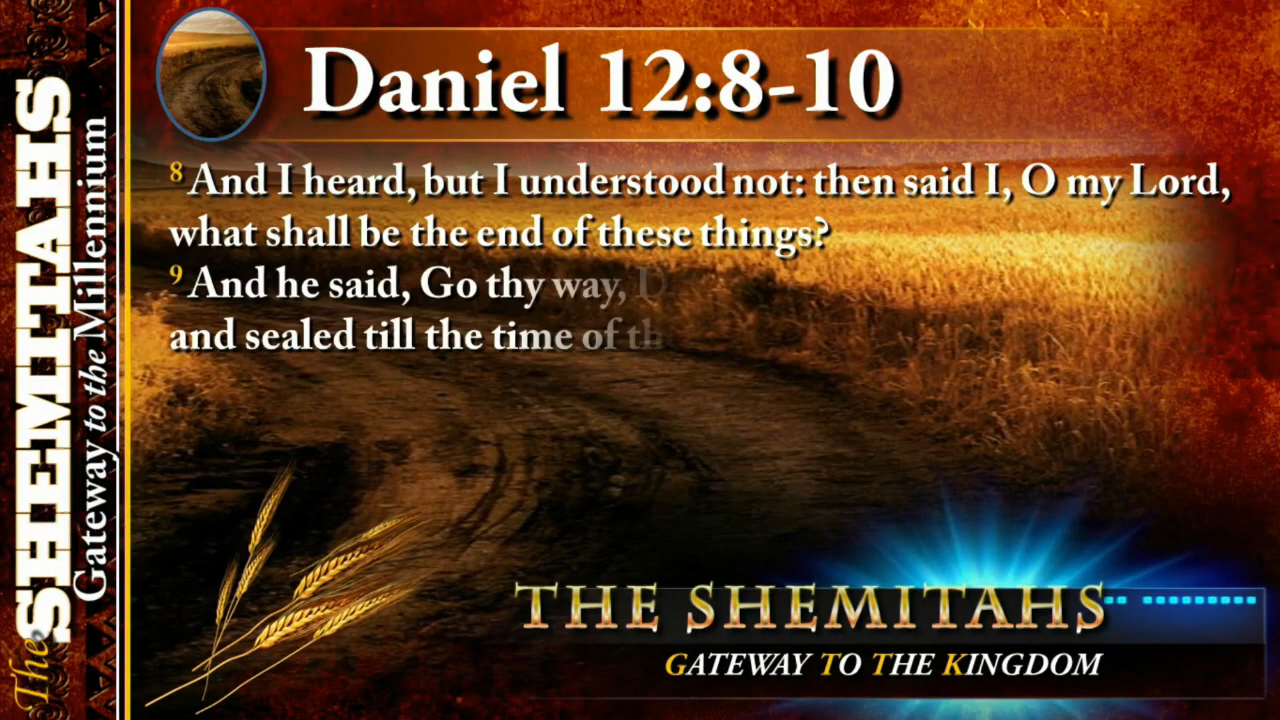 The SHEMITAHS
Gateway to the Millennium
Daniel 12:8-10
8 And I heard, but I understood not: then said I, O my Lord,
what shall be the end of these things?
9 And he said, Go thy way,
and sealed till the time of
THE SHEMITAHS
GATEWAY TO THE KINGDOM